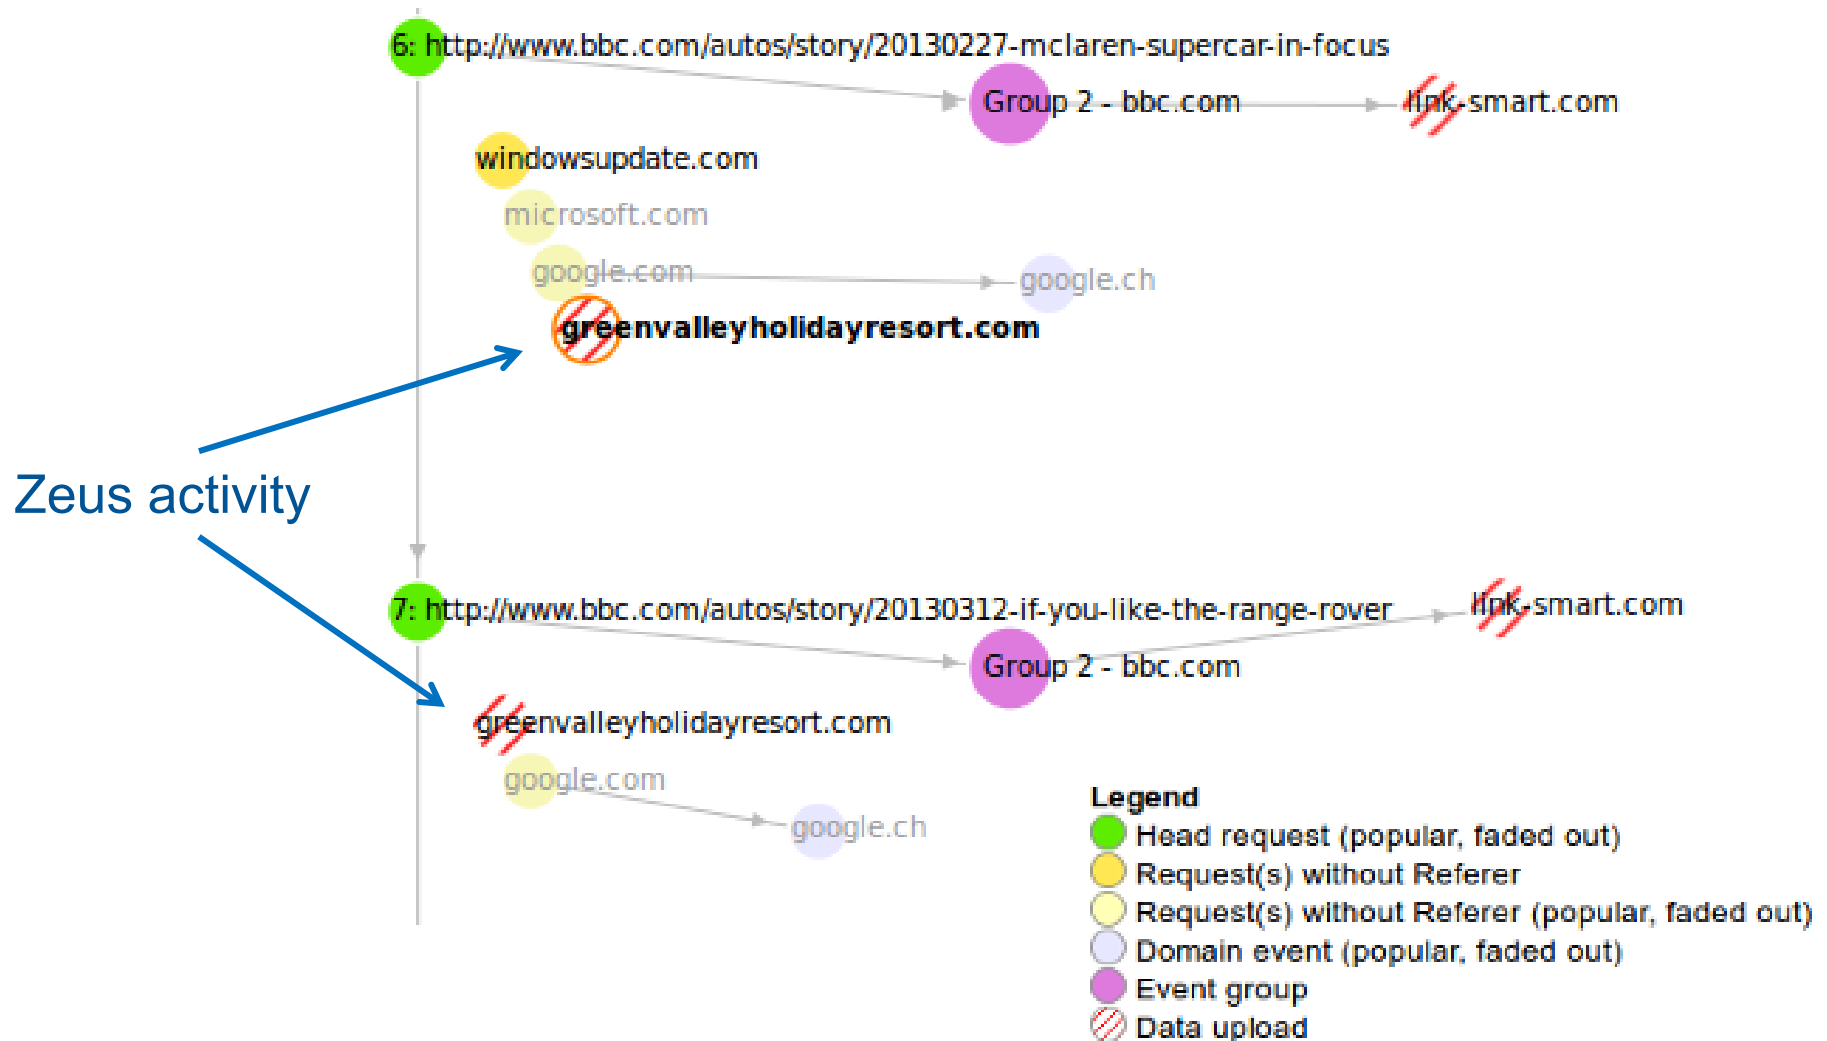 6: http://www.bbc.com/autos/story/20130227-mclaren-supercar-in-focus
Group 2 - bbc.com
link-smart.com
windowsupdate.com
microsoft.com
google.com
google.ch
greenvalleyholidayresort.com
Zeus activity
7: http://www.bbc.com/autos/story/20130312-if-you-like-the-range-rover
link-smart.com
Group 2 - bbc.com
greenvalleyholidayresort.com
google.com
google.ch
Legend
Head request (popular, faded out)
Request(s) without Referer
Request(s) without Referer (popular, faded out)
Domain event (popular, faded out)
Event group
Data upload